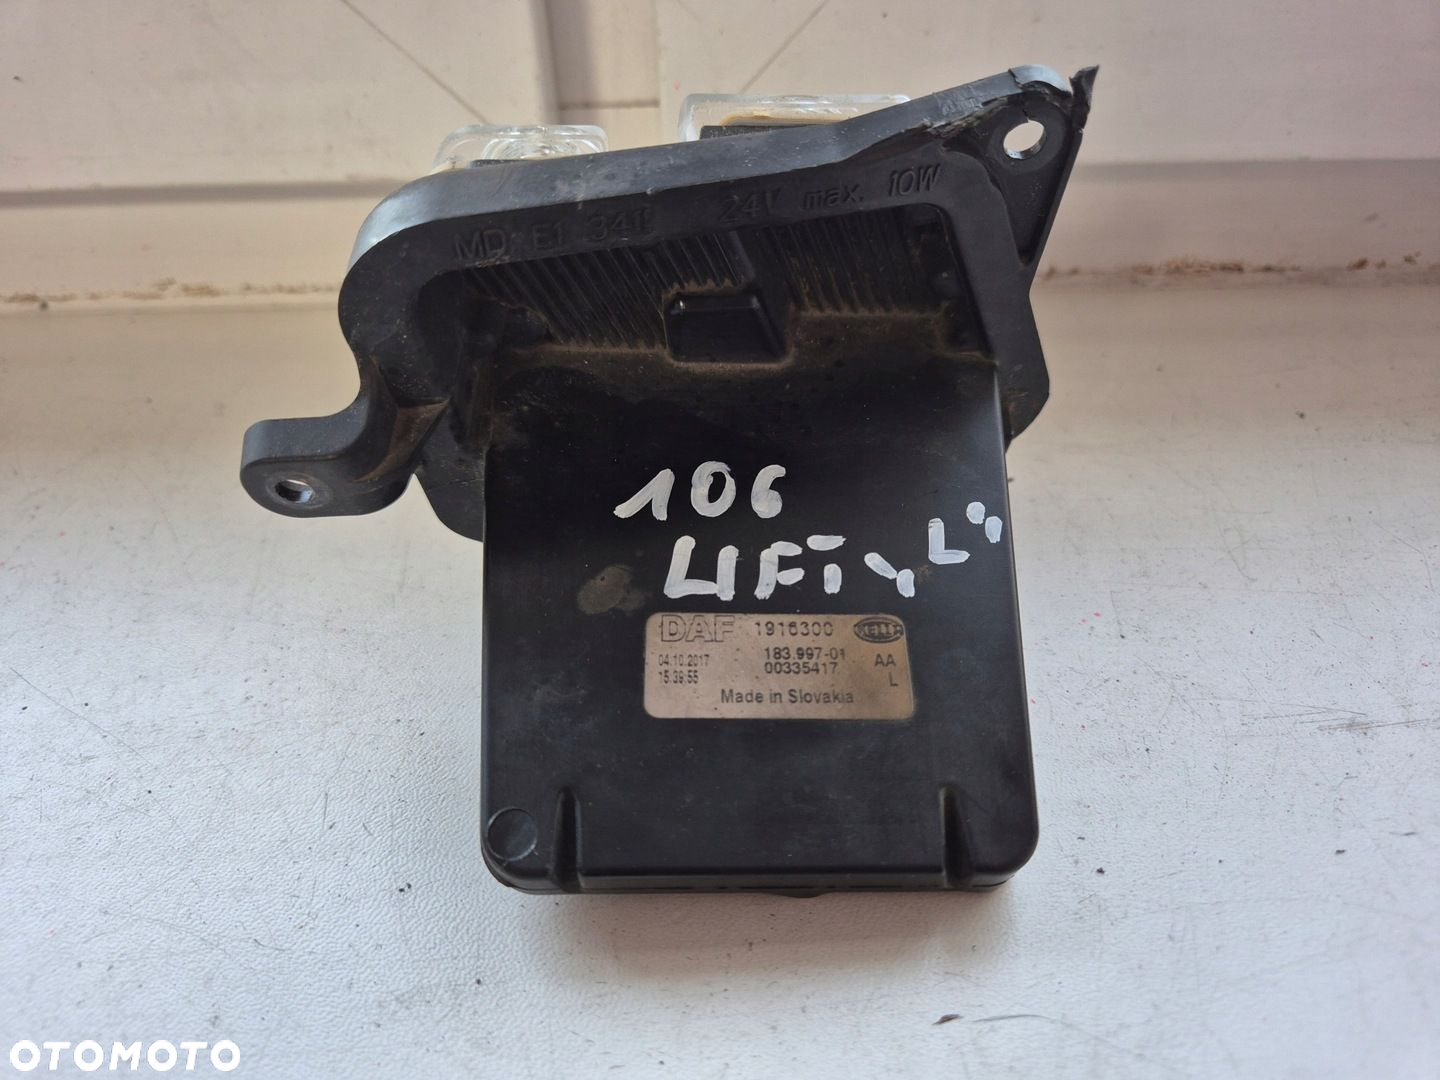 MD E1 341 24V max. 10W
106
LIFT
"L"
DAF 1916300 HELLA
183.997-01 AA
04.10.2017 00335417
15:39:55 L
Made in Slovakia
OTOMOTO